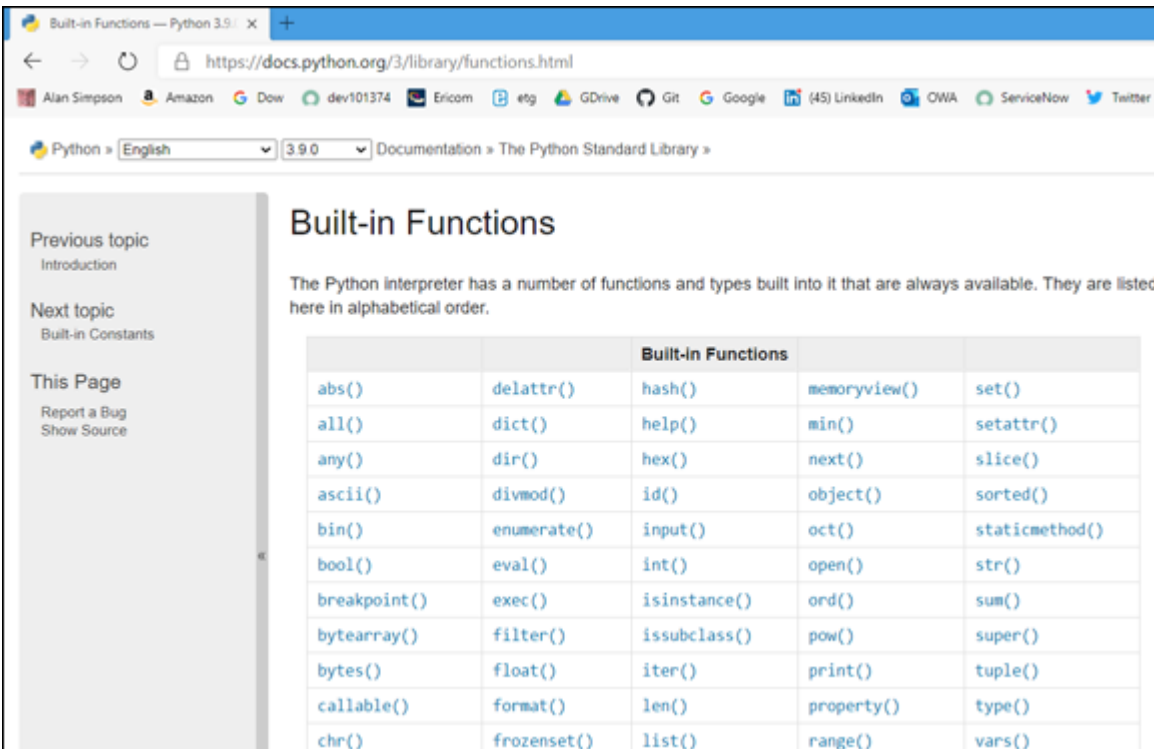 Built-in Functions — Python 3.9.
https://docs.python.org/3/library/functions.html
Alan Simpson Amazon Dow dev101374 Ericom etg GDrive Git Google (45) LinkedIn OWA ServiceNow Twitter
Python » English 3.9.0 Documentation » The Python Standard Library »
Previous topic
Introduction
Next topic
Built-in Constants
This Page
Report a Bug
Show Source
«
Built-in Functions
The Python interpreter has a number of functions and types built into it that are always available. They are listed
here in alphabetical order.
Built-in Functions
abs() delattr() hash() memoryview() set()
all() dict() help() min() setattr()
any() dir() hex() next() slice()
ascii() divmod() id() object() sorted()
bin() enumerate() input() oct() staticmethod()
bool() eval() int() open() str()
breakpoint() exec() isinstance() ord() sum()
bytearray() filter() issubclass() pow() super()
bytes() float() iter() print() tuple()
callable() format() len() property() type()
chr() frozenset() list() range() vars()